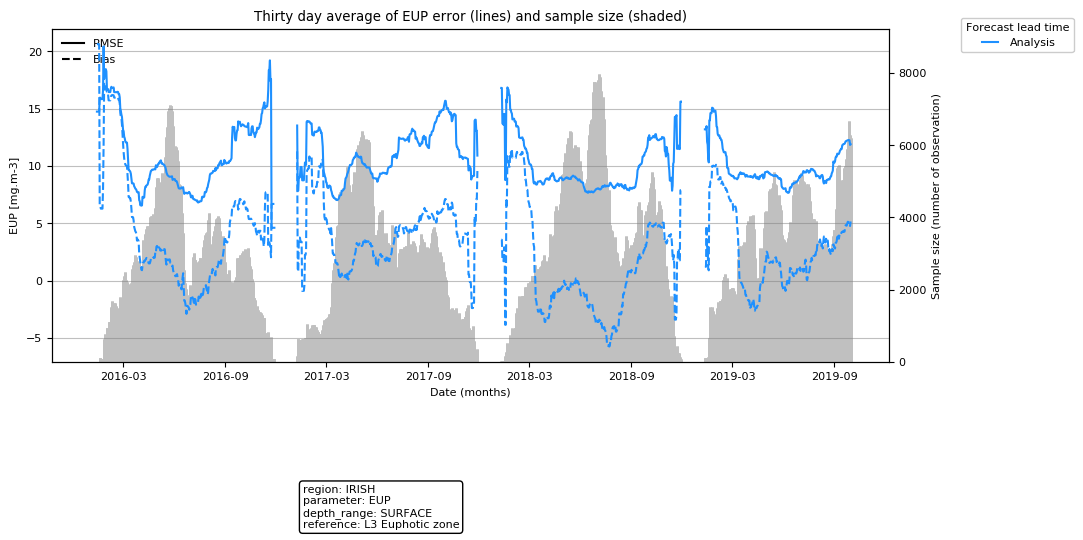 Thirty day average of EUP error (lines) and sample size (shaded)
Forecast lead time
Analysis
RMSE
Bias
EUP [mg.m-3]
20
15
10
5
0
−5
8000
6000
4000
2000
0
Sample size (number of observation)
2016-03 2016-09 2017-03 2017-09 2018-03 2018-09 2019-03 2019-09
Date (months)
region: IRISH
parameter: EUP
depth_range: SURFACE
reference: L3 Euphotic zone